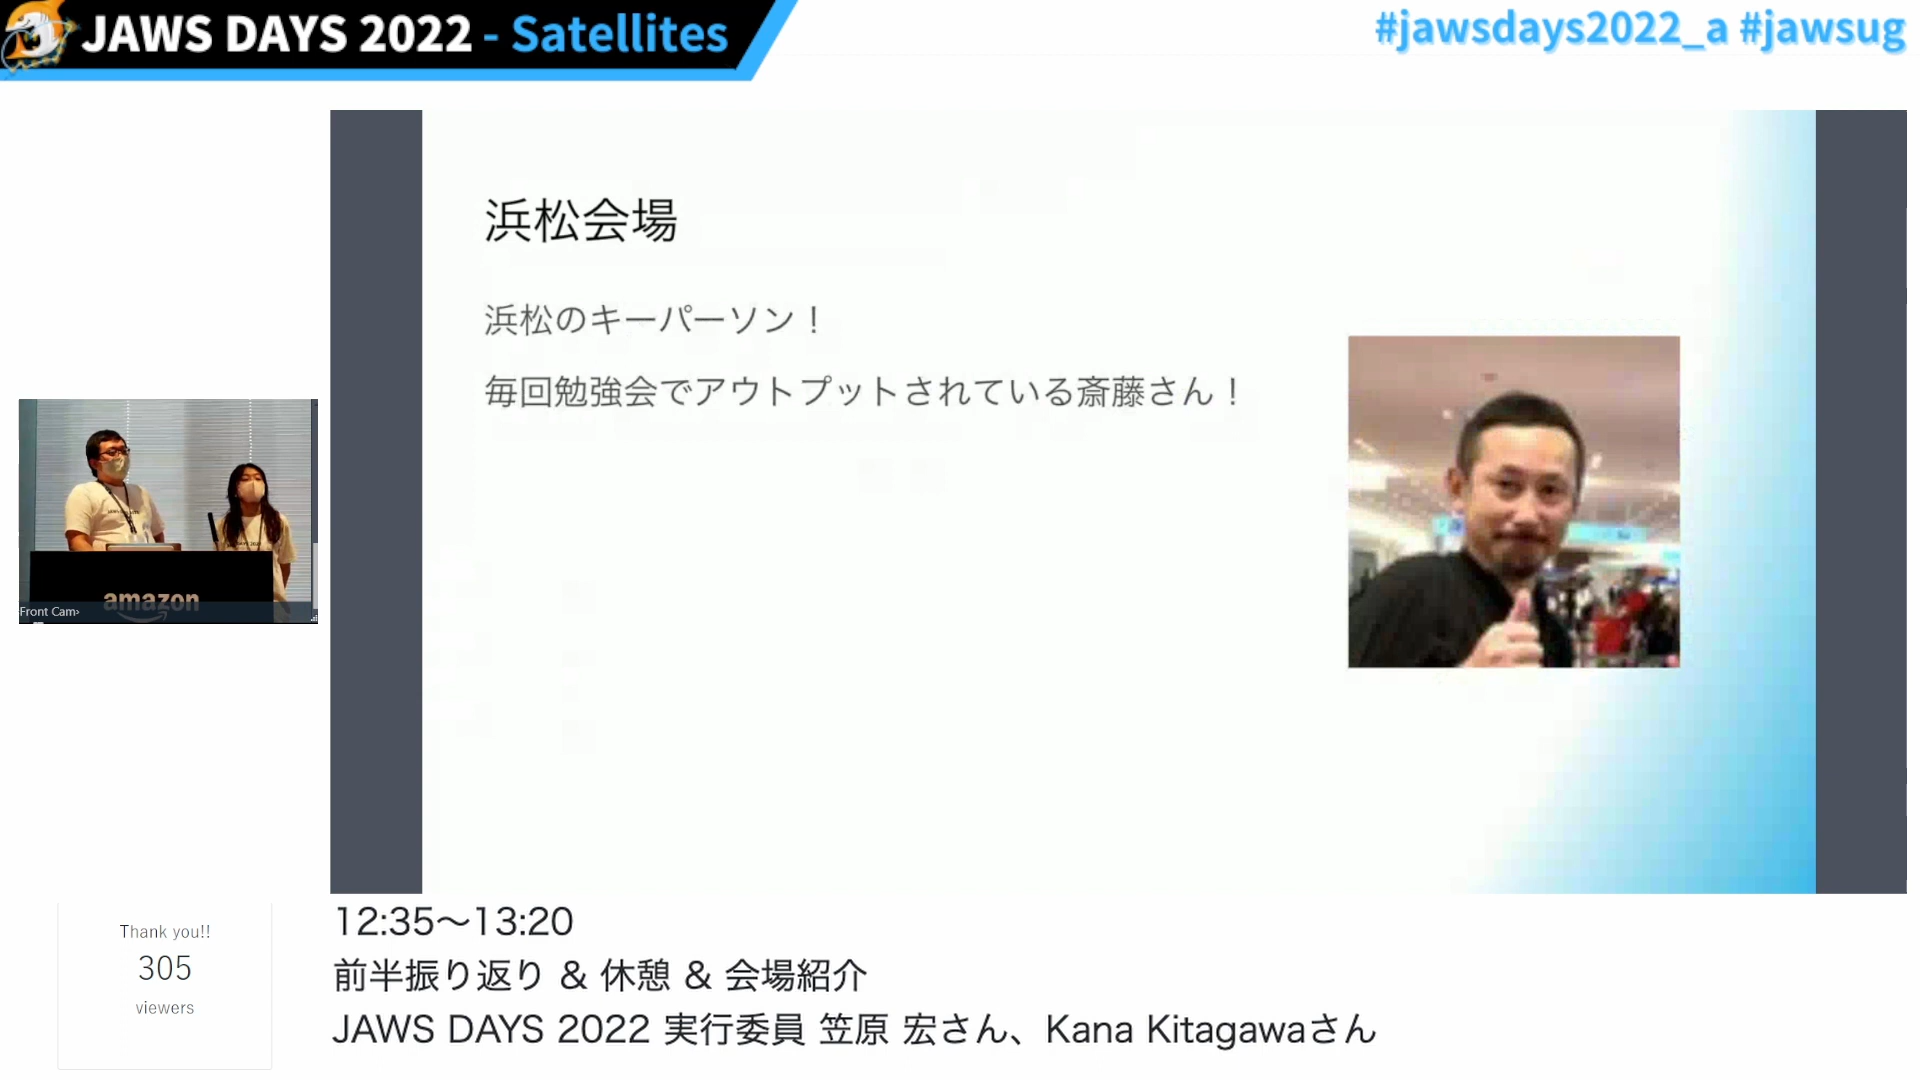 JAWS DAYS 2022 - Satellites
#jawsdays2022_a #jawsug
浜松会場
浜松のキーパーソン！
毎回勉強会でアウトプットされている斎藤さん！
amazon
Front Cam
Thank you!!
305
viewers
12:35〜13:20
前半振り返り & 休憩 & 会場紹介
JAWS DAYS 2022 実行委員 笠原 宏さん、Kana Kitagawaさん